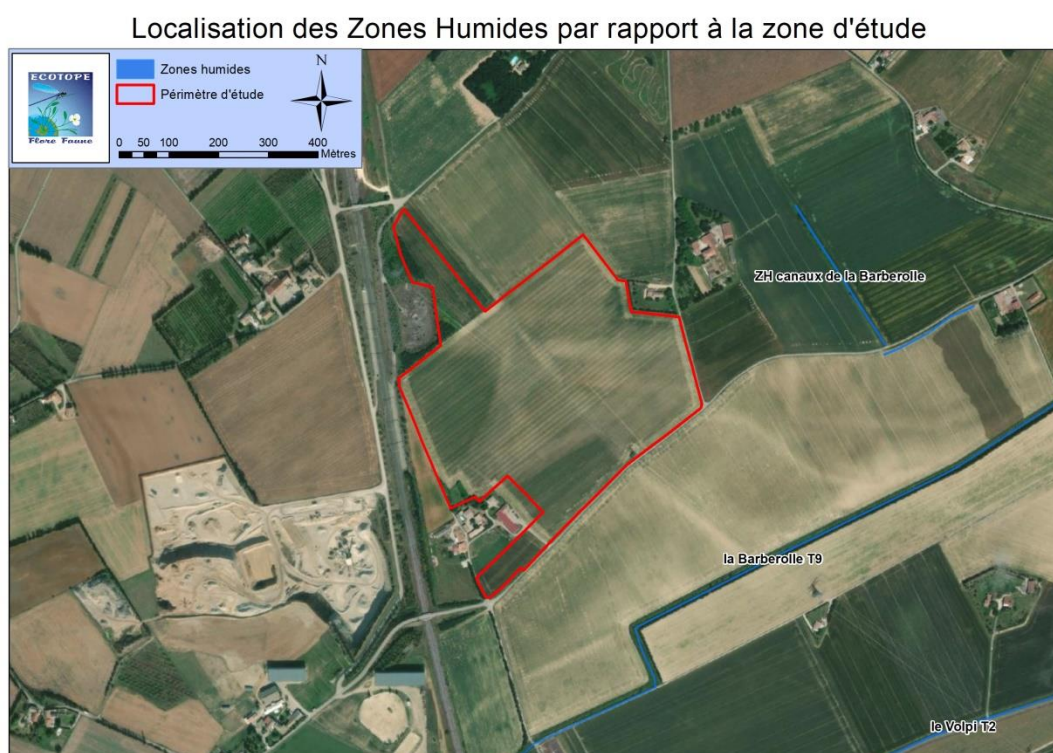 Localisation des Zones Humides par rapport à la zone d'étude
ECOTOPE
Flore Faune
Zones humides
Périmètre d'étude
N
0 50 100 200 300 400
Mètres
ZH canaux de la Barberolle
la Barberolle T9
le Volpi T2